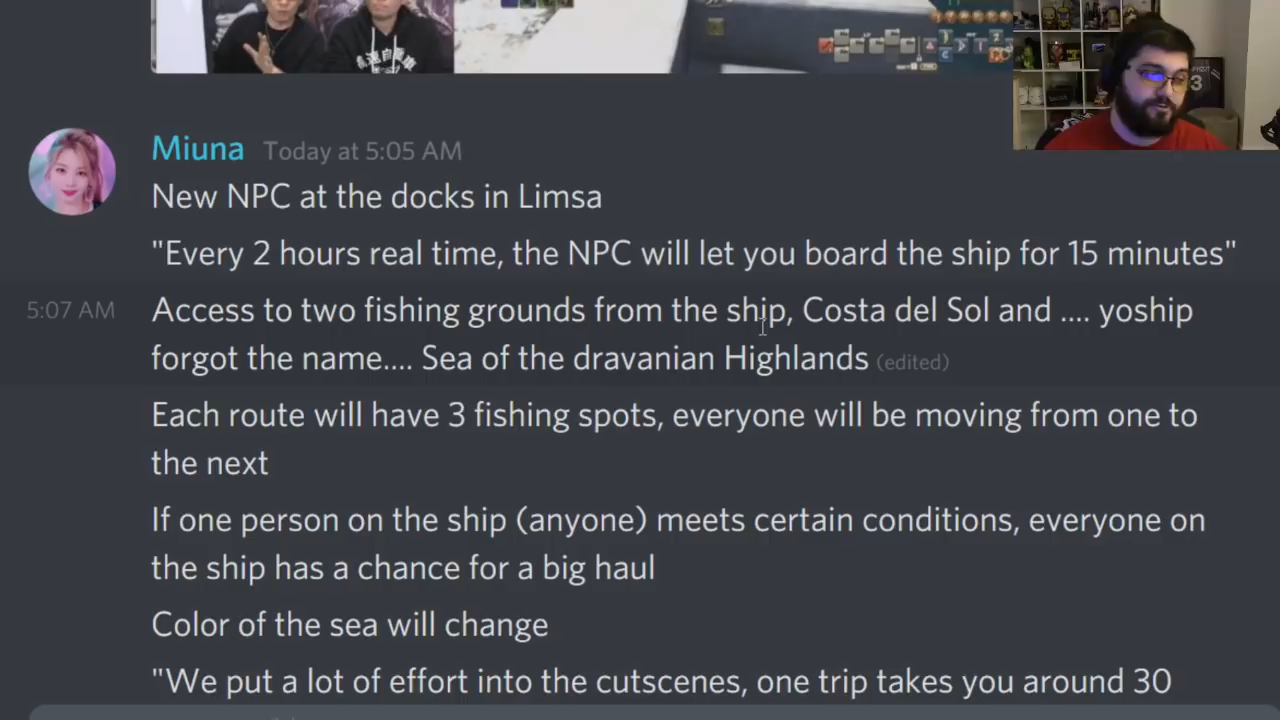 Miuna Today at 5:05 AM
New NPC at the docks in Limsa
"Every 2 hours real time, the NPC will let you board the ship for 15 minutes"
5:07 AM Access to two fishing grounds from the ship, Costa del Sol and .... yoship
forgot the name.... Sea of the dravanian Highlands (edited)
Each route will have 3 fishing spots, everyone will be moving from one to
the next
If one person on the ship (anyone) meets certain conditions, everyone on
the ship has a chance for a big haul
Color of the sea will change
"We put a lot of effort into the cutscenes, one trip takes you around 30